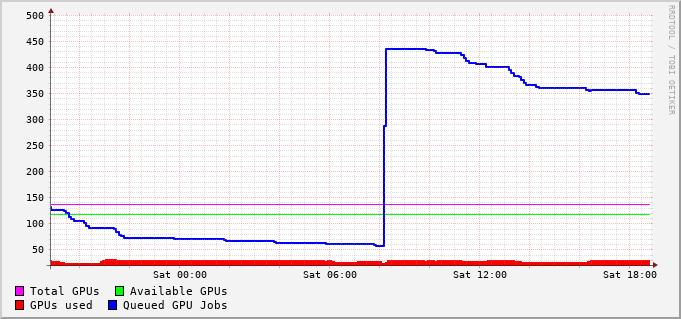 500
450
400
350
300
250
200
150
100
50
Sat 00:00 Sat 06:00 Sat 12:00 Sat 18:00
Total GPUs Available GPUs
GPUs used Queued GPU Jobs
RRDTOOL / TOBI OETIKER